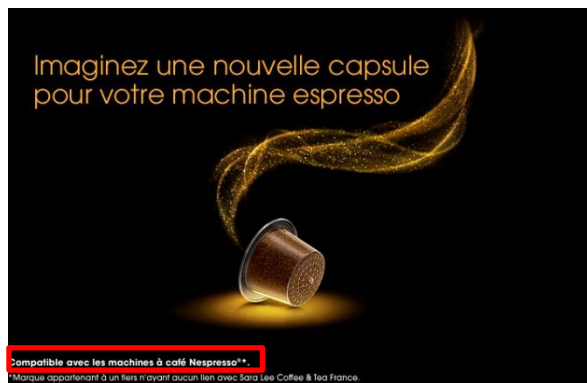 Imaginez une nouvelle capsule
pour votre machine espresso
Compatible avec les machines à café Nespresso®*.
*Marque appartenant à un tiers n'ayant aucun lien avec Sara Lee Coffee & Tea France.